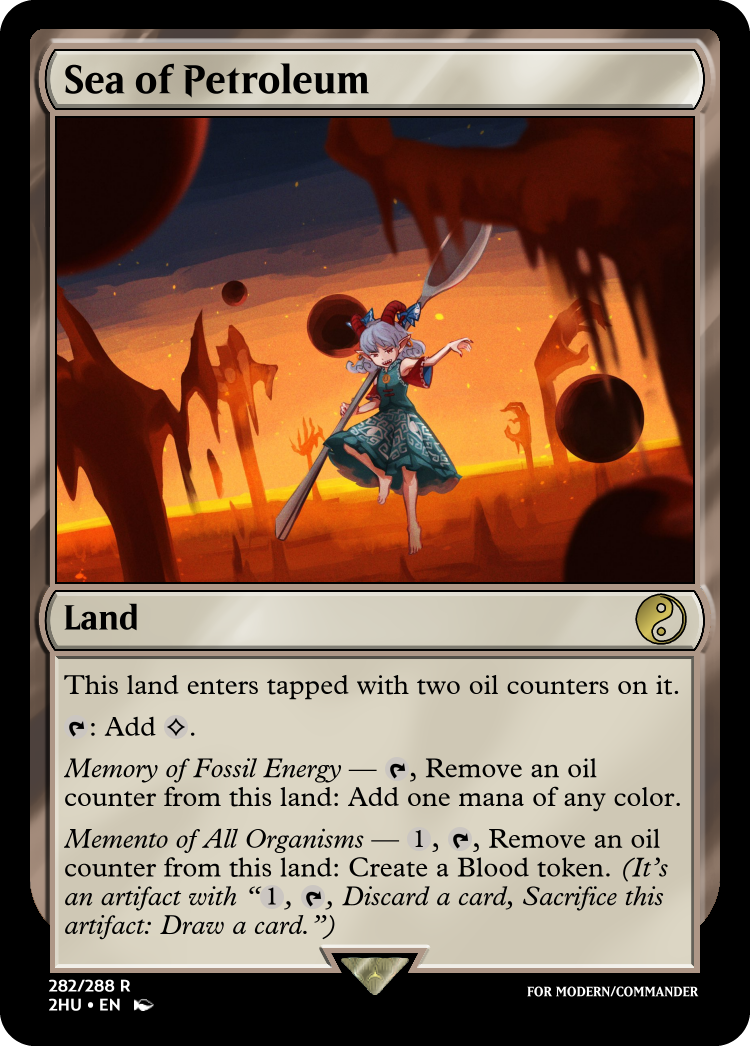 Sea of Petroleum
Land
This land enters tapped with two oil counters on it.
: Add .
Memory of Fossil Energy — , Remove an oil
counter from this land: Add one mana of any color.
Memento of All Organisms — 1, , Remove an oil
counter from this land: Create a Blood token. (It's
an artifact with “1, , Discard a card, Sacrifice this
artifact: Draw a card.”)
282/288 R
2HU • EN
FOR MODERN/COMMANDER